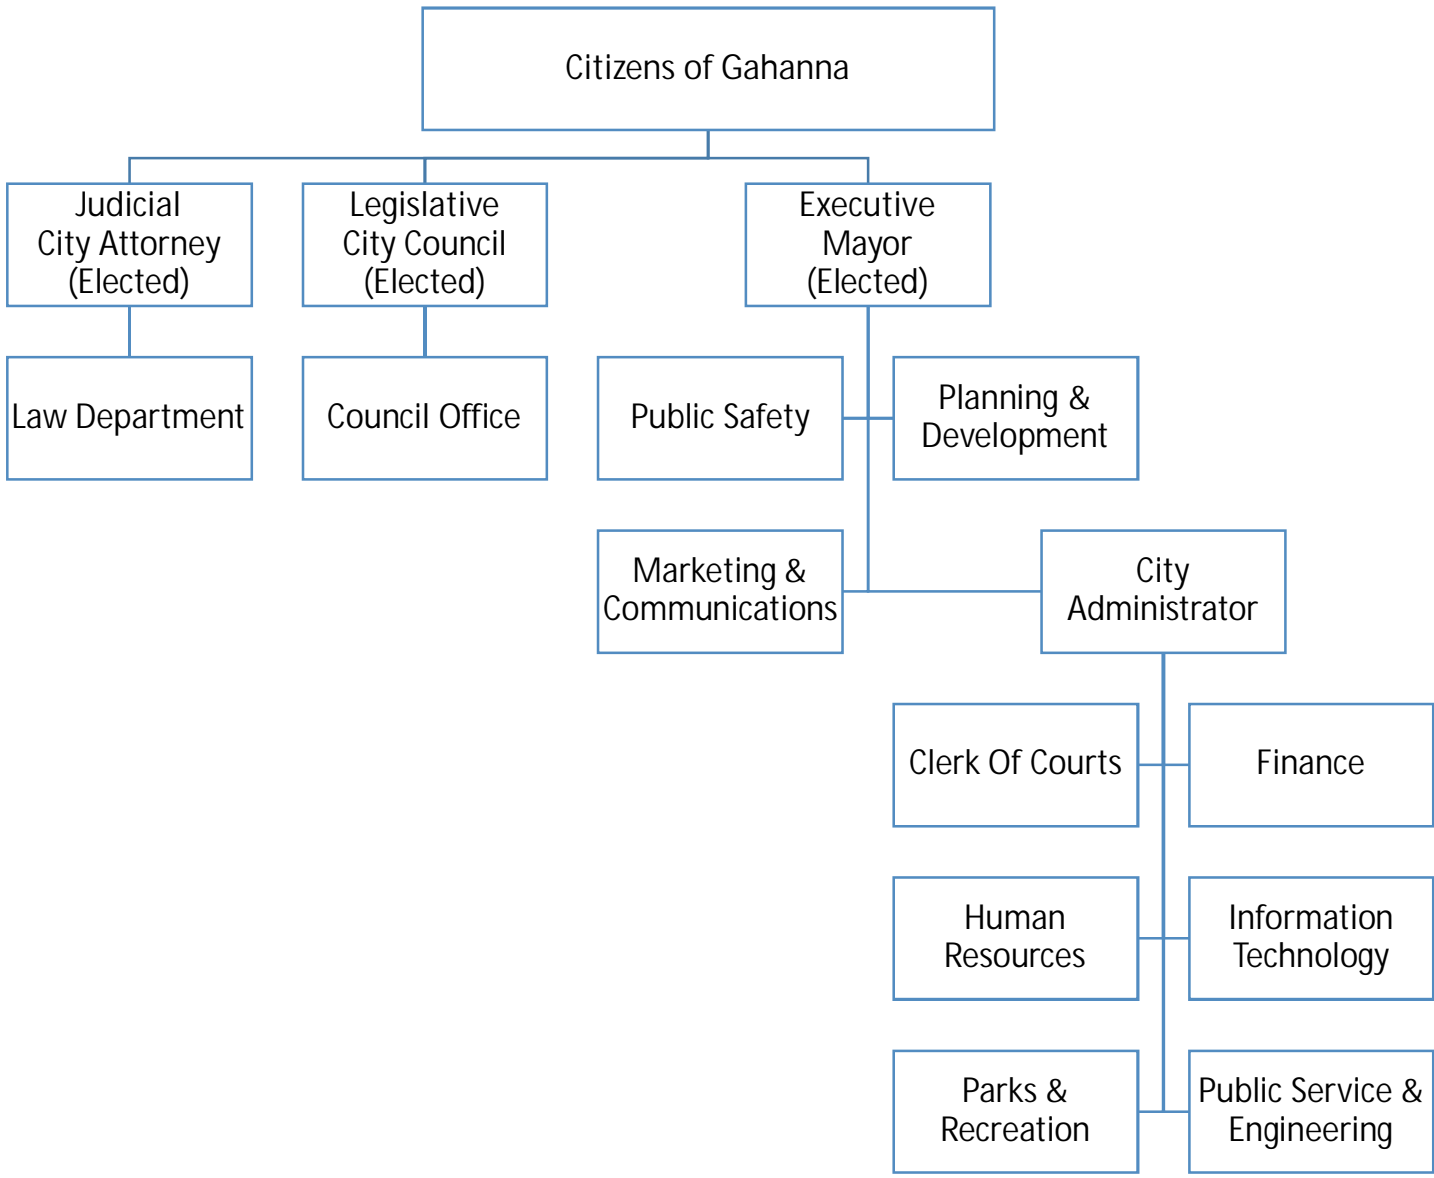 Citizens of Gahanna
Judicial
City Attorney
(Elected)
Legislative
City Council
(Elected)
Executive
Mayor
(Elected)
Law Department
Council Office
Public Safety
Planning &
Development
Marketing &
Communications
City
Administrator
Clerk Of Courts
Finance
Human
Resources
Information
Technology
Parks &
Recreation
Public Service &
Engineering